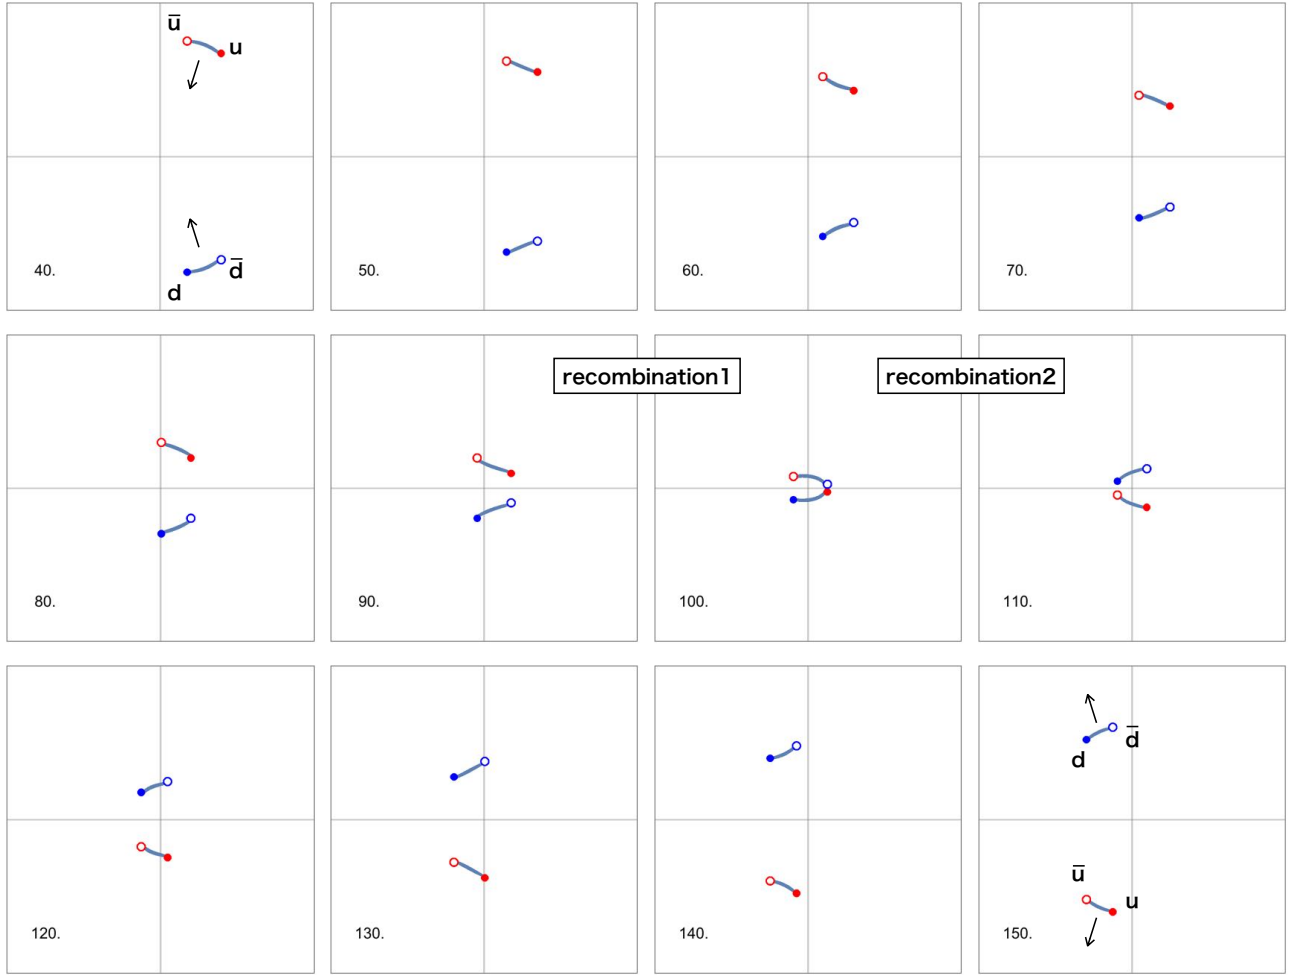 ū
u
40.
d̄
d
50.
60.
70.
recombination1
recombination2
80.
90.
100.
110.
d̄
d
ū
u
120.
130.
140.
150.